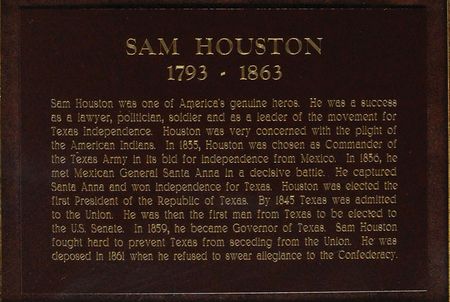 SAM HOUSTON
1793 - 1863
Sam Houston was one of America's genuine heros. He was a success
as a lawyer, politician, soldier and as a leader of the movement for
Texas Independence. Houston was very concerned with the plight of
the American Indians. In 1835, Houston was chosen as Commander of
the Texas Army in its bid for independence from Mexico. In 1836, he
met Mexican General Santa Anna in a decisive battle. He captured
Santa Anna and won independence for Texas. Houston was elected the
first President of the Republic of Texas. By 1845 Texas was admitted
to the Union. He was then the first man from Texas to be elected to
the U.S. Senate. In 1859, he became Governor of Texas. Sam Houston
fought hard to prevent Texas from seceding from the Union. He was
deposed in 1861 when he refused to swear allegiance to the Confederacy.